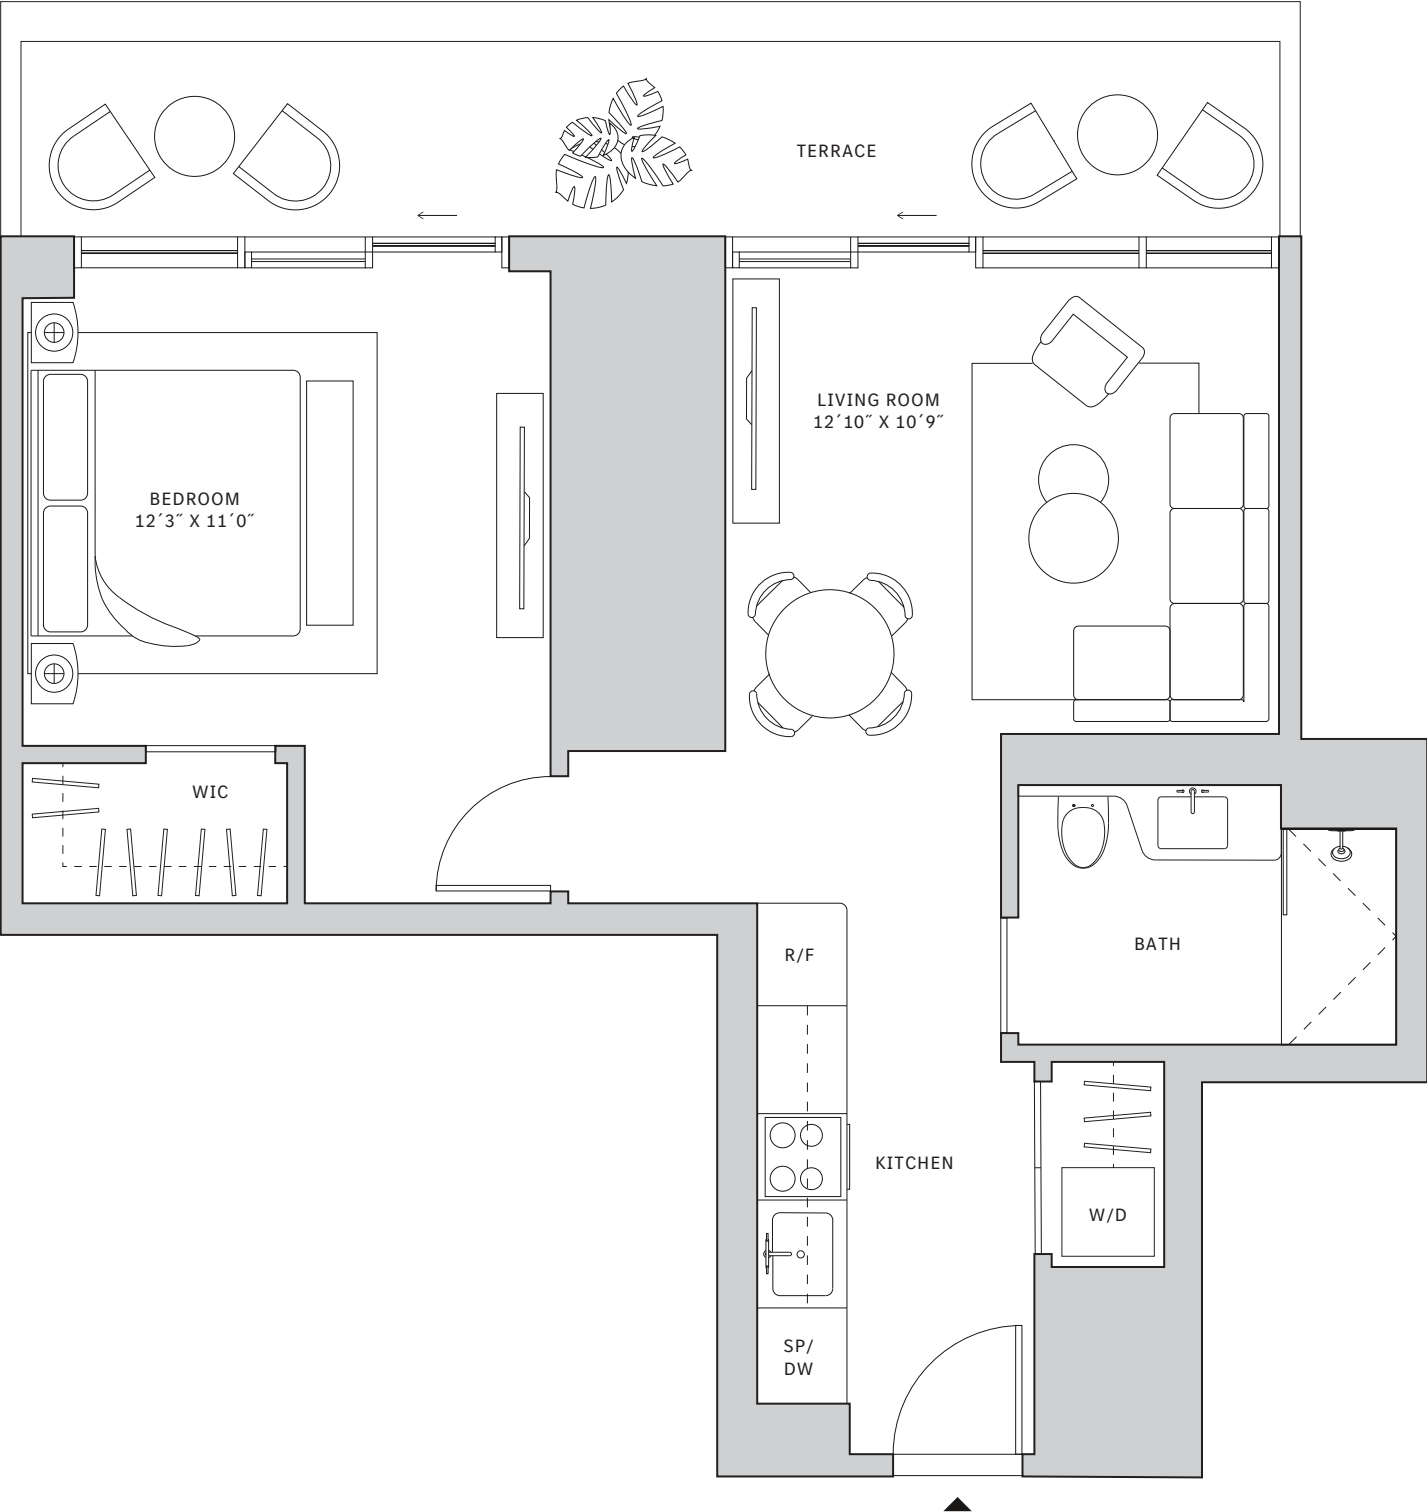 TERRACE
LIVING ROOM
12´10˝ X 10´9˝
BEDROOM
12´3˝ X 11´0˝
WIC
BATH
R/F
KITCHEN
W/D
SP/
DW